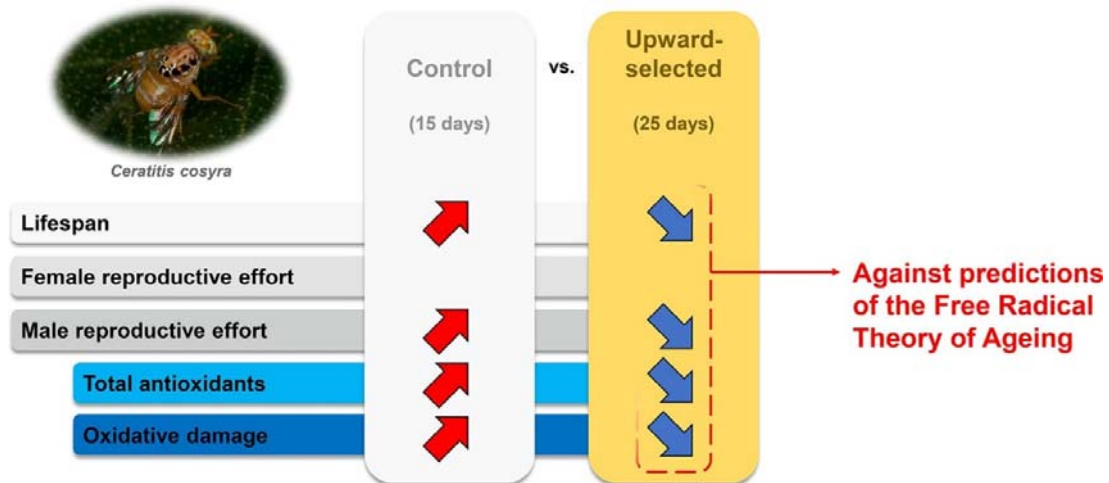 Control
vs.
Upward-
selected
(15 days)
(25 days)
Ceratitis cosyra
Lifespan
Female reproductive effort
Male reproductive effort
Total antioxidants
Oxidative damage
Against predictions
of the Free Radical
Theory of Ageing